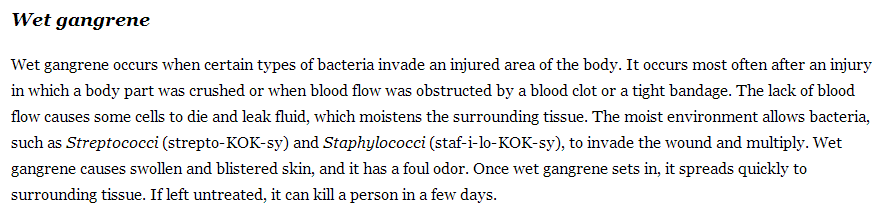 Wet gangrene
Wet gangrene occurs when certain types of bacteria invade an injured area of the body. It occurs most often after an injury
in which a body part was crushed or when blood flow was obstructed by a blood clot or a tight bandage. The lack of blood
flow causes some cells to die and leak fluid, which moistens the surrounding tissue. The moist environment allows bacteria,
such as Streptococci (strepto-KOK-sy) and Staphylococci (staf-i-lo-KOK-sy), to invade the wound and multiply. Wet
gangrene causes swollen and blistered skin, and it has a foul odor. Once wet gangrene sets in, it spreads quickly to
surrounding tissue. If left untreated, it can kill a person in a few days.